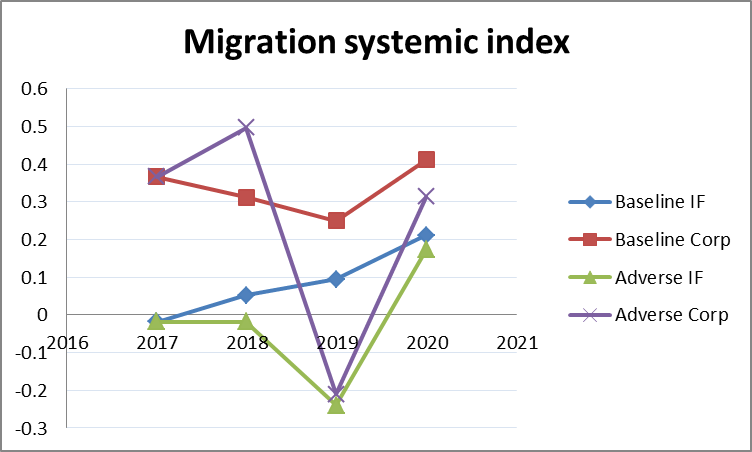 Migration systemic index
0.6
0.5
0.4
0.3
0.2
0.1
0
-0.1
-0.2
-0.3
2016 2017 2018 2019 2020 2021
Baseline IF
Baseline Corp
Adverse IF
Adverse Corp